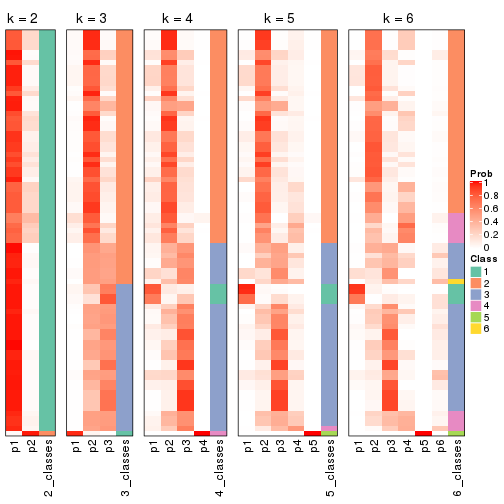 k = 2
k = 3
k = 4
k = 5
k = 6
p1
p2
2_classes
p1
p2
p3
3_classes
p1
p2
p3
p4
4_classes
p1
p2
p3
p4
p5
5_classes
p1
p2
p3
p4
p5
p6
6_classes
Prob
1
0.8
0.6
0.4
0.2
0
Class
1
2
3
4
5
6